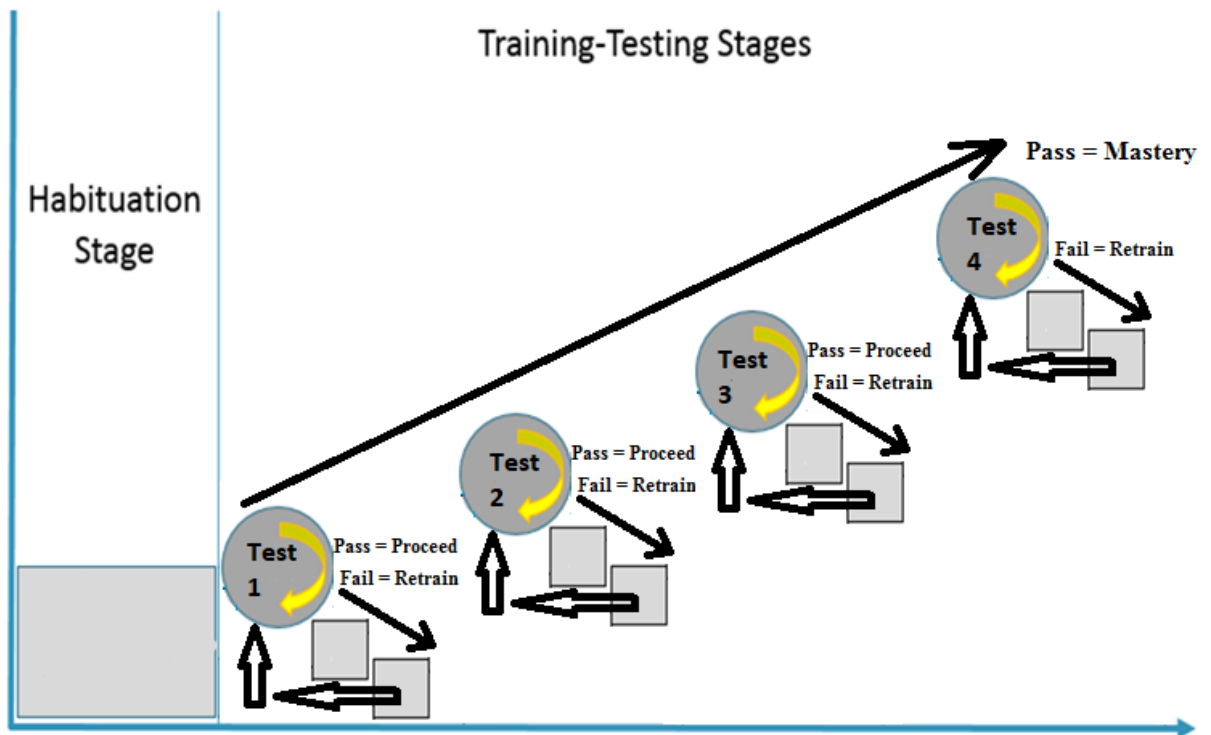 Training-Testing Stages
Habituation
Stage
Pass = Mastery
Test
4
Fail = Retrain
Test
3
Pass = Proceed
Fail = Retrain
Test
2
Pass = Proceed
Fail = Retrain
Test
1
Pass = Proceed
Fail = Retrain